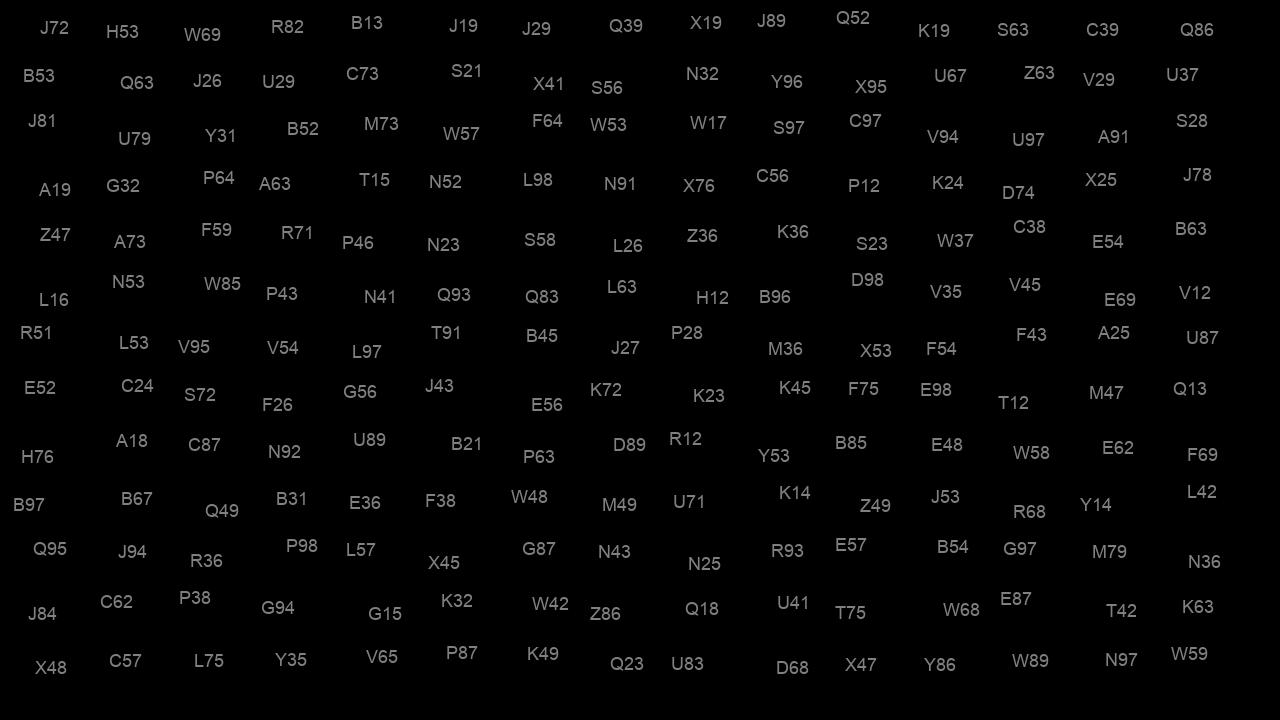 J72 H53 W69 R82 B13 J19 J29 Q39 X19 J89 Q52 K19 S63 C39 Q86
B53 Q63 J26 U29 C73 S21 X41 S56 N32 Y96 X95 U67 Z63 V29 U37
J81 U79 Y31 B52 M73 W57 F64 W53 W17 S97 C97 V94 U97 A91 S28
A19 G32 P64 A63 T15 N52 L98 N91 X76 C56 P12 K24 D74 X25 J78
Z47 A73 F59 R71 P46 N23 S58 L26 Z36 K36 S23 W37 C38 E54 B63
L16 N53 W85 P43 N41 Q93 Q83 L63 H12 B96 D98 V35 V45 E69 V12
R51 L53 V95 V54 L97 T91 B45 J27 P28 M36 X53 F54 F43 A25 U87
E52 C24 S72 F26 G56 J43 E56 K72 K23 K45 F75 E98 T12 M47 Q13
H76 A18 C87 N92 U89 B21 P63 D89 R12 Y53 B85 E48 W58 E62 F69
B97 B67 Q49 B31 E36 F38 W48 M49 U71 K14 Z49 J53 R68 Y14 L42
Q95 J94 R36 P98 L57 X45 G87 N43 N25 R93 E57 B54 G97 M79 N36
J84 C62 P38 G94 G15 K32 W42 Z86 Q18 U41 T75 W68 E87 T42 K63
X48 C57 L75 Y35 V65 P87 K49 Q23 U83 D68 X47 Y86 W89 N97 W59